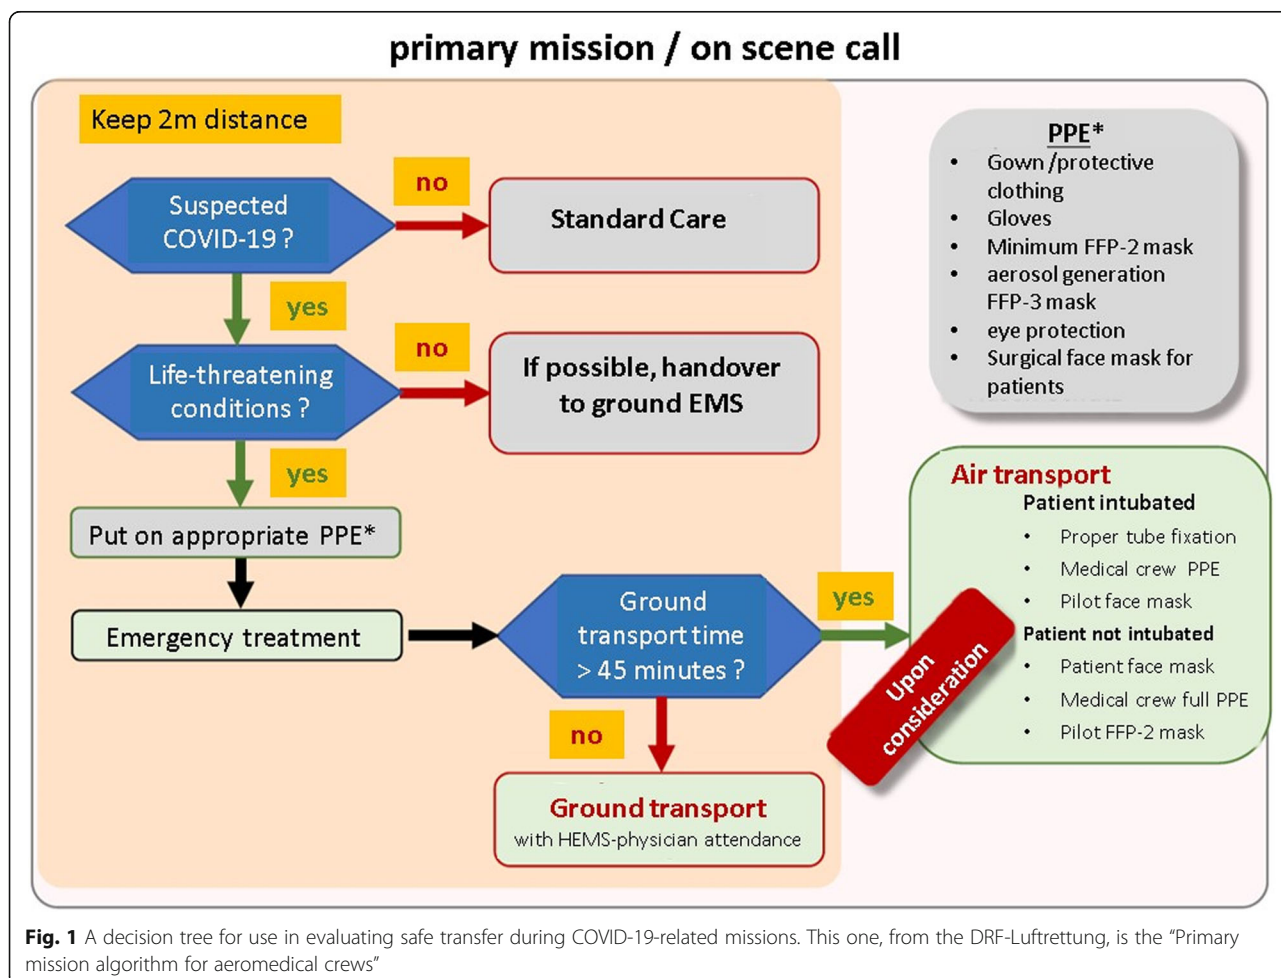 primary mission / on scene call
Keep 2m distance
Suspected
COVID-19 ?
no
Standard Care
yes
Life-threatening
conditions ?
no
If possible, handover
to ground EMS
yes
Put on appropriate PPE*
Emergency treatment
Ground
transport time
> 45 minutes ?
yes
no
Ground transport
with HEMS-physician attendance
PPE*
• Gown /protective
clothing
• Gloves
• Minimum FFP-2 mask
• aerosol generation
FFP-3 mask
• eye protection
• Surgical face mask for
patients
Air transport
Patient intubated
• Proper tube fixation
• Medical crew PPE
• Pilot face mask
Patient not intubated
• Patient face mask
• Medical crew full PPE
• Pilot FFP-2 mask
Upon
consideration
Fig. 1 A decision tree for use in evaluating safe transfer during COVID-19-related missions. This one, from the DRF-Luftrettung, is the “Primary
mission algorithm for aeromedical crews”